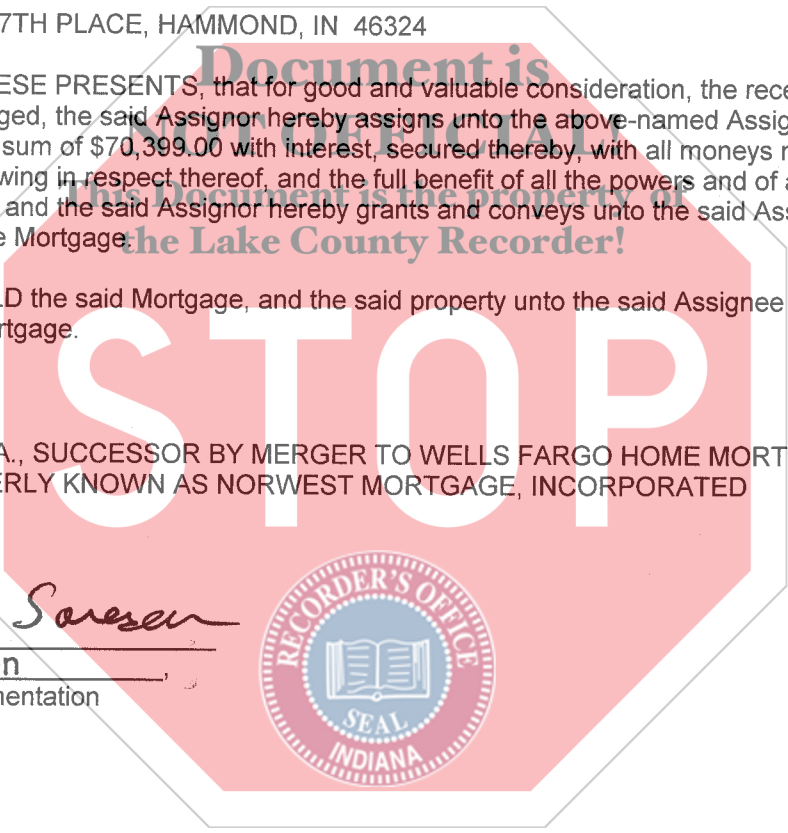 7TH PLACE, HAMMOND, IN 46324
Document is
ESE PRESENTS, that for good and valuable consideration, the rece
ged, the said Assignor hereby assigns unto the above-named Assig
NOT OFFICIAL!
sum of $70,399.00 with interest, secured thereby, with all moneys
wing in respect thereof, and the full benefit of all the powers and of a
This Document is the property of
and the said Assignor hereby grants and conveys unto the said Ass
e Mortgage.
the Lake County Recorder!
LD the said Mortgage, and the said property unto the said Assignee
rtgage.
STOP
A., SUCCESSOR BY MERGER TO WELLS FARGO HOME MORT
ERLY KNOWN AS NORWEST MORTGAGE, INCORPORATED
RECORDER'S OFFICE
SEAL
INDIANA
Soresen
n,
nentation